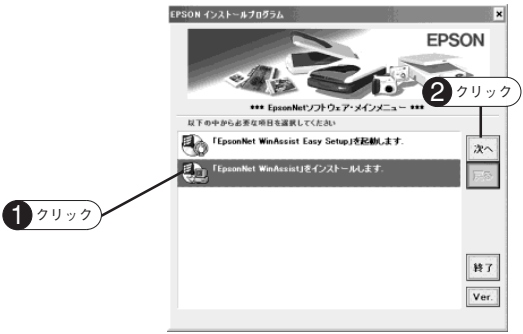 EPSON インストールプログラム
EPSON
*** EpsonNetソフトウェア・メインメニュー ***
以下の中から必要な項目を選択してください
「EpsonNet WinAssist Easy Setup」を起動します.
「EpsonNet WinAssist」をインストールします.
次へ
終了
Ver.
1 クリック
2 クリック